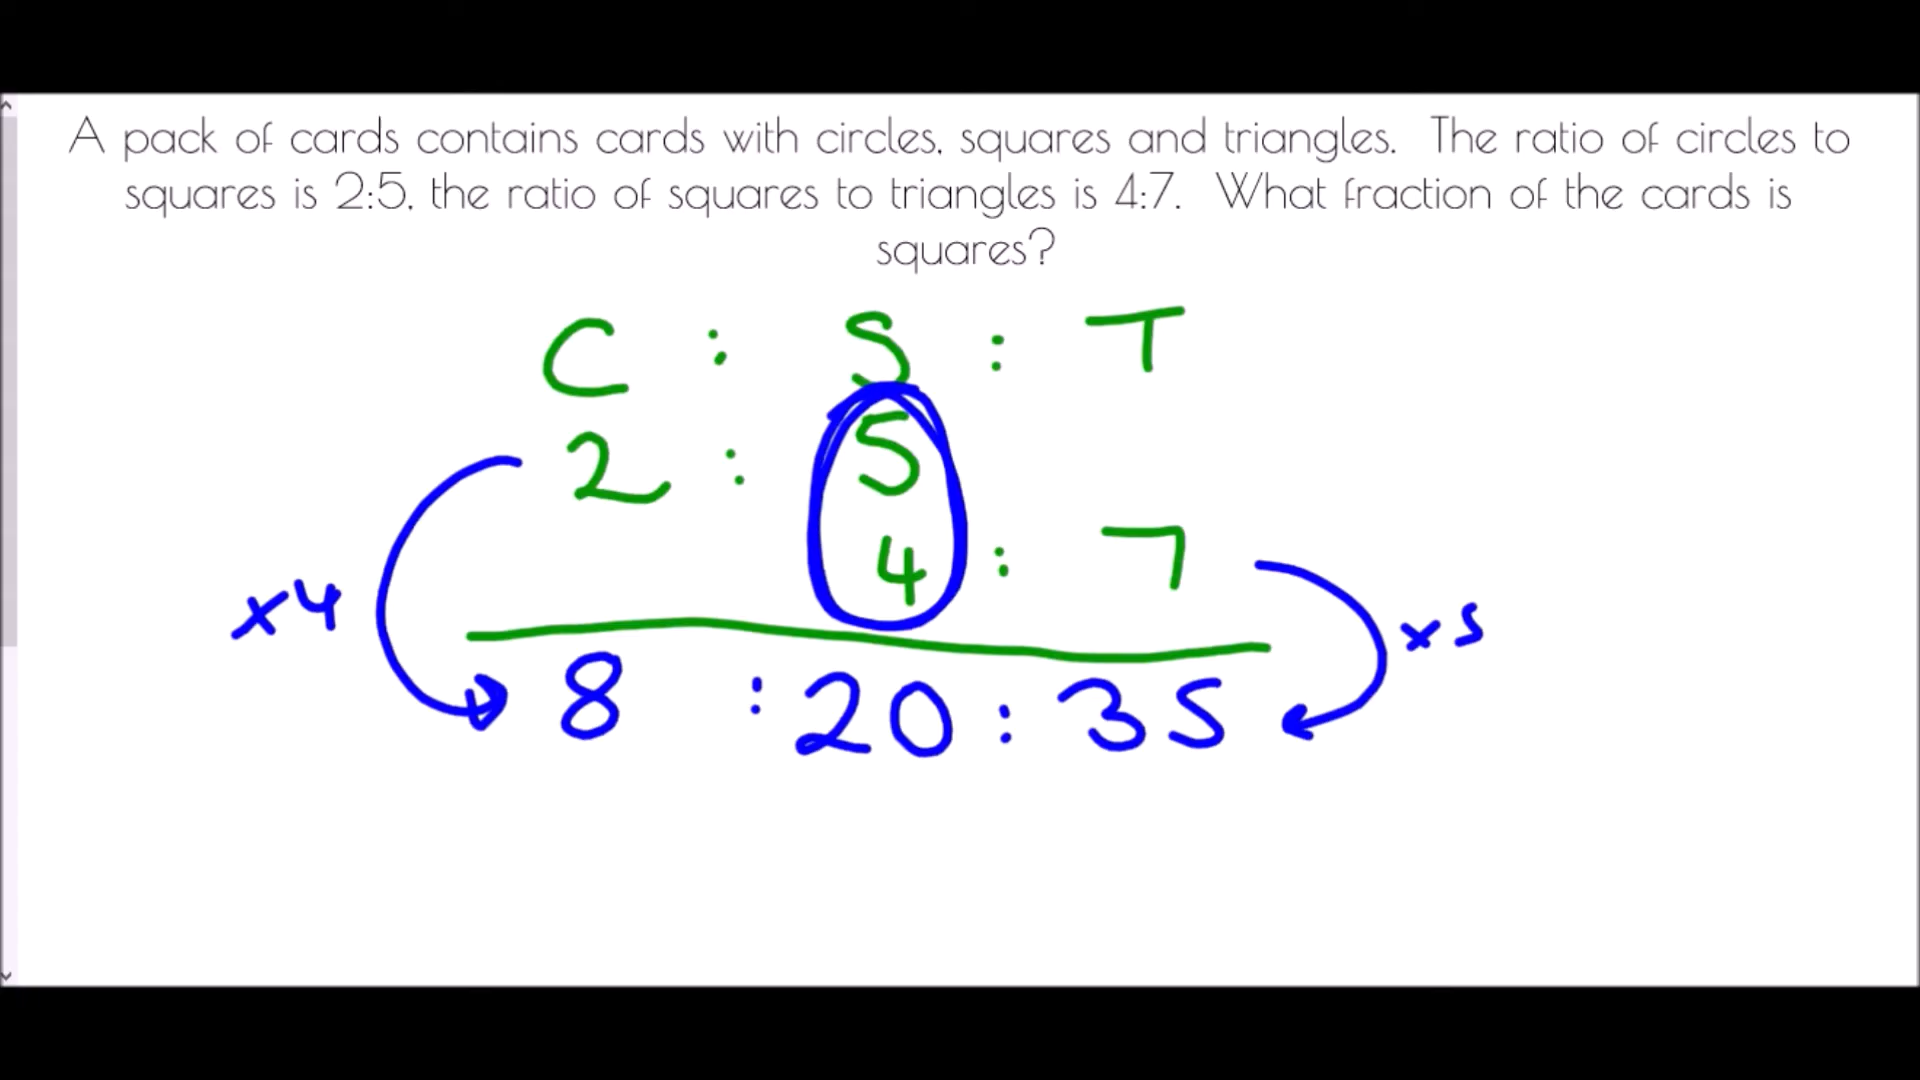 A pack of cards contains cards with circles, squares and triangles. The ratio of circles to
squares is 2:5, the ratio of squares to triangles is 4:7. What fraction of the cards is
squares?
C : S : T
2 : 5
4 : 7
x4
x5
8 : 20 : 35